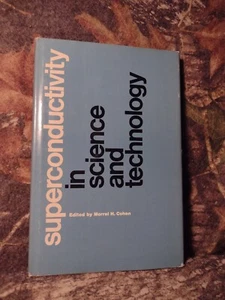 superconductivity
in
science
and
technology
Edited by Morrel H. Cohen